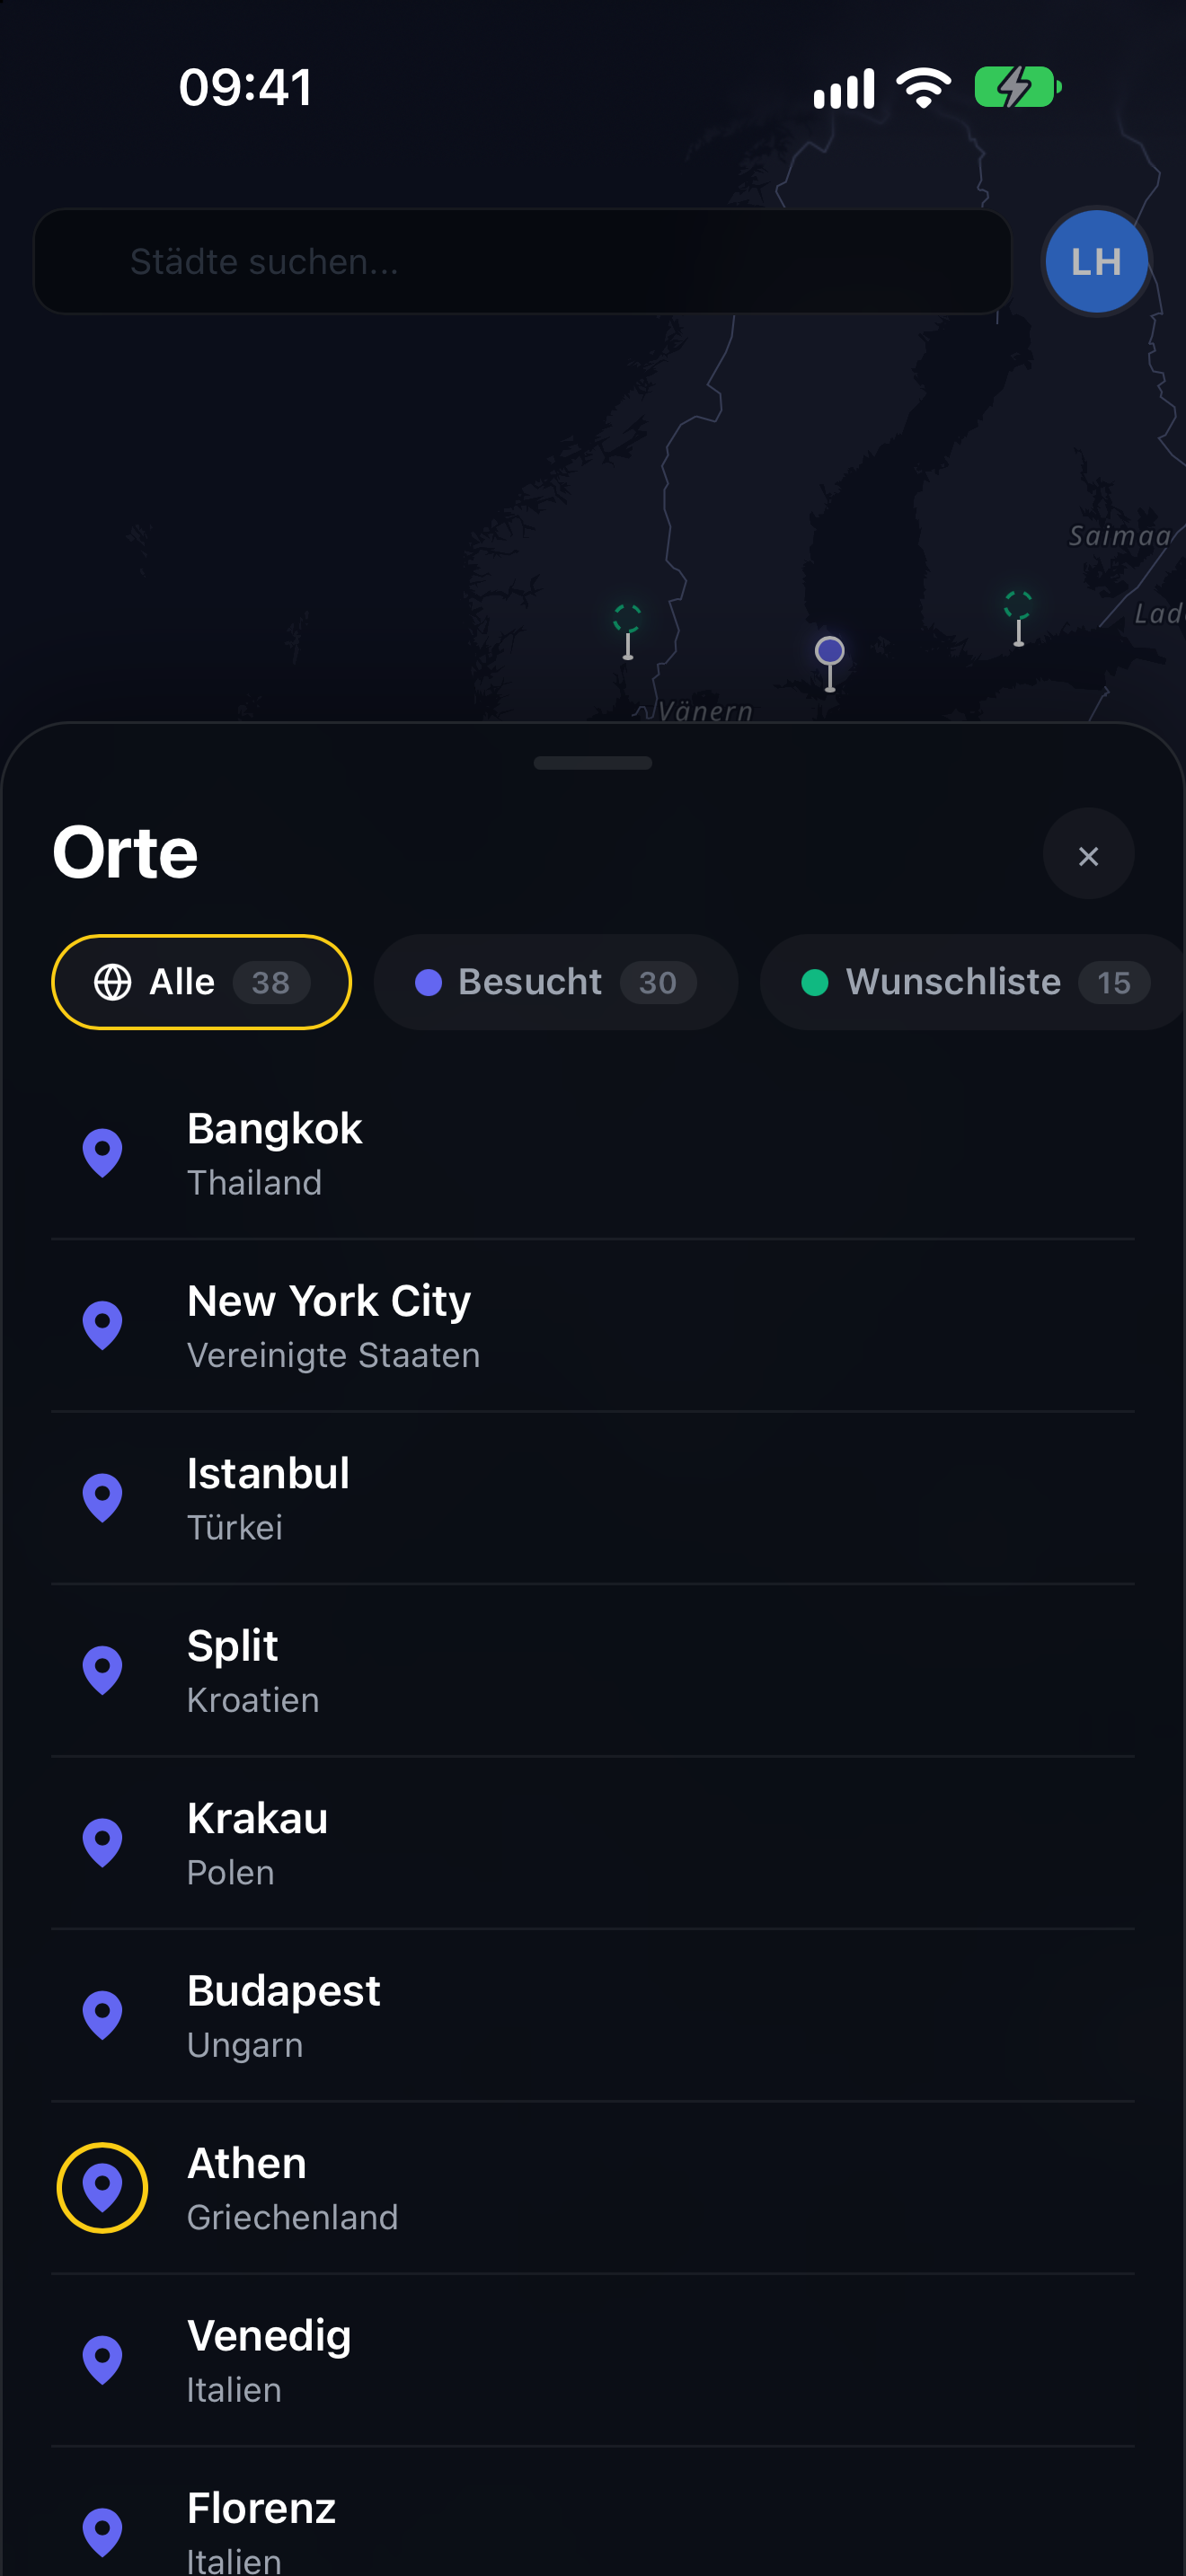 09:41
Städte suchen...
LH
Saimaa
Vänern
Orte
Alle 38
Besucht 30
Wunschliste 15
Bangkok
Thailand
New York City
Vereinigte Staaten
Istanbul
Türkei
Split
Kroatien
Krakau
Polen
Budapest
Ungarn
Athen
Griechenland
Venedig
Italien
Florenz
Italien